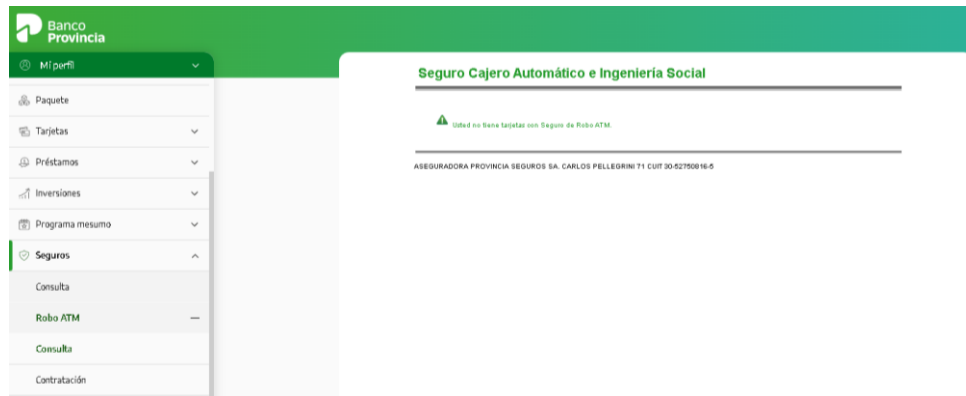 Banco
Provincia
Mi perfil
Paquete
Tarjetas
Préstamos
Inversiones
Programa mesumo
Seguros
Consulta
Robo ATM
Consulta
Contratación
Seguro Cajero Automático e Ingeniería Social
Usted no tiene tarjetas con Seguro de Robo ATM.
ASEGURADORA PROVINCIA SEGUROS SA. CARLOS PELLEGRINI 71 CUIT 30-52750816-5